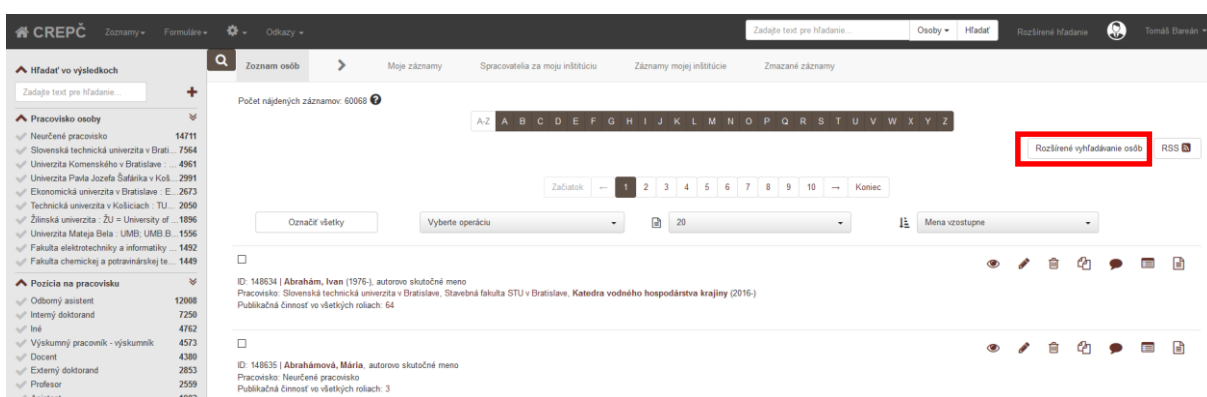 CREPČ Zoznamy Formuláre Odkazy Zadajte text pre hľadanie... Osoby Hľadať Rozšírené hľadanie Tomáš Bareán
Hľadať vo výsledkoch
Zadajte text pre hľadanie...
Pracovisko osoby
Neurčené pracovisko 14711
Slovenská technická univerzita v Brati... 7564
Univerzita Komenského v Bratislave : ... 4961
Univerzita Pavla Jozefa Šafárika v Koš... 2991
Ekonomická univerzita v Bratislave : E... 2673
Technická univerzita v Košiciach : TU... 2050
Žilinská univerzita : ŽU = University of ... 1896
Univerzita Mateja Bela : UMB; UMB.B... 1556
Fakulta elektrotechniky a informatiky ... 1492
Fakulta chemickej a potravinárskej te... 1449
Pozícia na pracovisku
Odborný asistent 12008
Interný doktorand 7250
Iné 4762
Výskumný pracovník - výskumník 4573
Docent 4380
Externý doktorand 2853
Profesor 2559
Zoznam osôb Moje záznamy Spracovatelia za moju inštitúciu Záznamy mojej inštitúcie Zmazané záznamy
Počet nájdených záznamov: 60068
A-Z A B C D E F G H I J K L M N O P Q R S T U V W X Y Z
Rozšírené vyhľadávanie osôb RSS
Začiatok ← 1 2 3 4 5 6 7 8 9 10 → Koniec
Označiť všetky Vyberte operáciu 20 Mena vzostupne
ID: 148634 | Abrahám, Ivan (1976-), autorovo skutočné meno
Pracovisko: Slovenská technická univerzita v Bratislave, Stavebná fakulta STU v Bratislave, Katedra vodného hospodárstva krajiny (2016-)
Publikačná činnosť vo všetkých roliach: 64
ID: 148635 | Abrahámová, Mária, autorovo skutočné meno
Pracovisko: Neurčené pracovisko
Publikačná činnosť vo všetkých roliach: 3